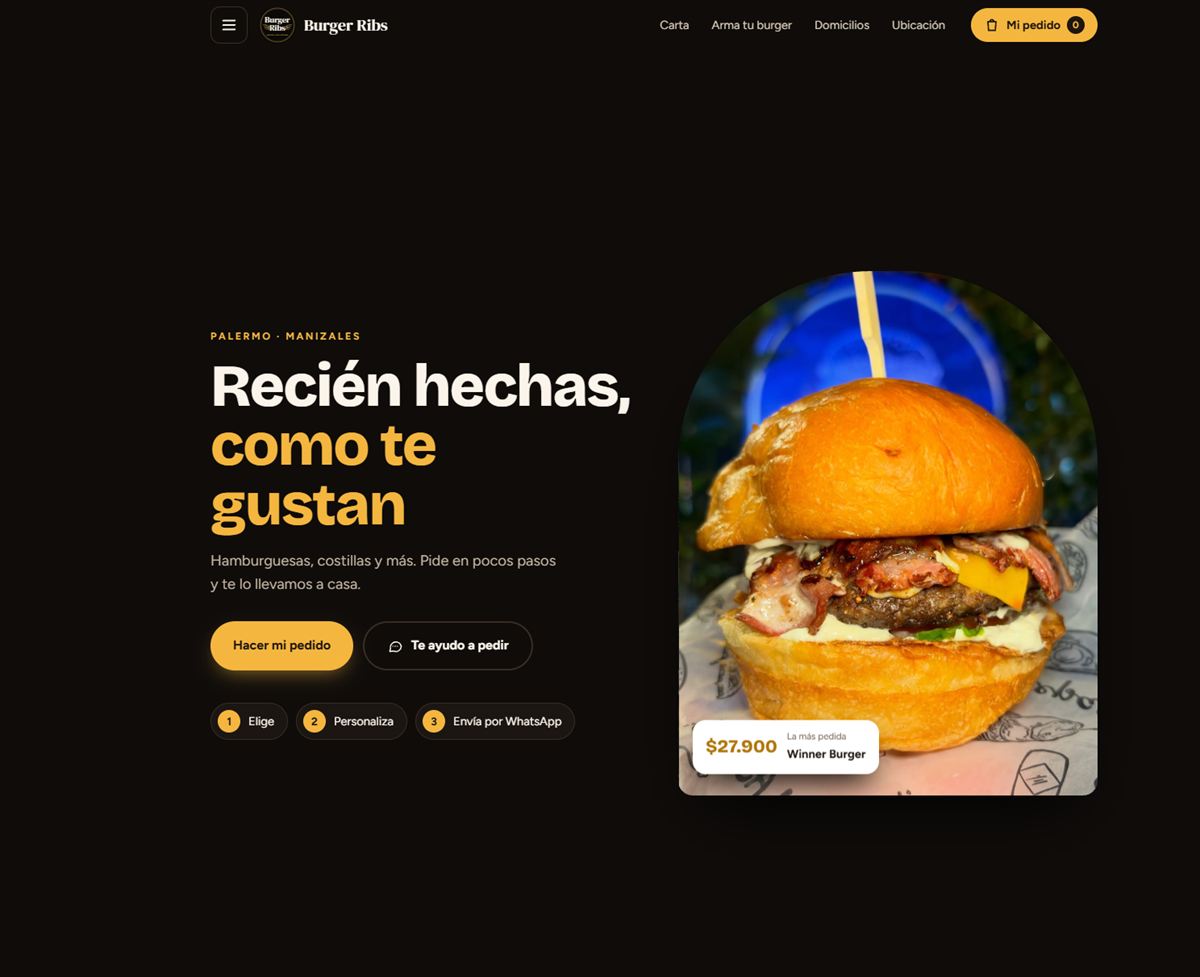 Burger Ribs
Burger Ribs
Carta
Arma tu burger
Domicilios
Ubicación
Mi pedido 0
PALERMO · MANIZALES
Recién hechas,
como te
gustan
Hamburguesas, costillas y más. Pide en pocos pasos
y te lo llevamos a casa.
Hacer mi pedido
Te ayudo a pedir
1 Elige
2 Personaliza
3 Envía por WhatsApp
La más pedida
$27.900
Winner Burger